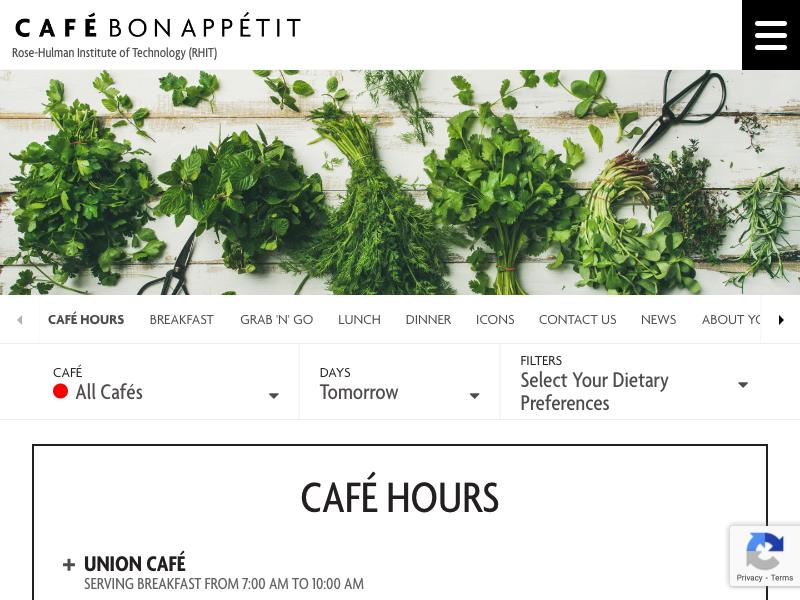 CAFÉ BON APPÉTIT
Rose-Hulman Institute of Technology (RHIT)
CAFÉ HOURS BREAKFAST GRAB 'N' GO LUNCH DINNER ICONS CONTACT US NEWS ABOUT
CAFÉ
All Cafés
DAYS
Tomorrow
FILTERS
Select Your Dietary
Preferences
CAFÉ HOURS
UNION CAFÉ
SERVING BREAKFAST FROM 7:00 AM TO 10:00 AM
Privacy - Terms